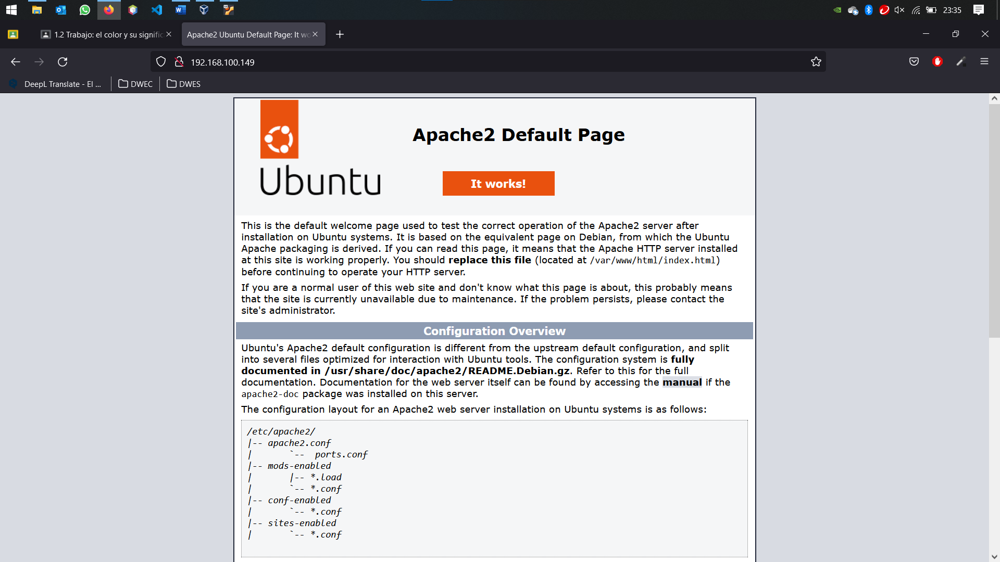 23:35
1.2 Trabajo: el color y su signific
Apache2 Ubuntu Default Page: It wo
192.168.100.149
DeepL Translate - El ...
DWEC
DWES
Ubuntu
Apache2 Default Page
It works!
This is the default welcome page used to test the correct operation of the Apache2 server after
installation on Ubuntu systems. It is based on the equivalent page on Debian, from which the Ubuntu
Apache packaging is derived. If you can read this page, it means that the Apache HTTP server installed
at this site is working properly. You should replace this file (located at /var/www/html/index.html)
before continuing to operate your HTTP server.
If you are a normal user of this web site and don't know what this page is about, this probably means
that the site is currently unavailable due to maintenance. If the problem persists, please contact the
site's administrator.
Configuration Overview
Ubuntu's Apache2 default configuration is different from the upstream default configuration, and split
into several files optimized for interaction with Ubuntu tools. The configuration system is fully
documented in /usr/share/doc/apache2/README.Debian.gz. Refer to this for the full
documentation. Documentation for the web server itself can be found by accessing the manual if the
apache2-doc package was installed on this server.
The configuration layout for an Apache2 web server installation on Ubuntu systems is as follows:
/etc/apache2/
|-- apache2.conf
|       `--  ports.conf
|-- mods-enabled
|       |-- *.load
|       `-- *.conf
|-- conf-enabled
|       `-- *.conf
|-- sites-enabled
|       `-- *.conf